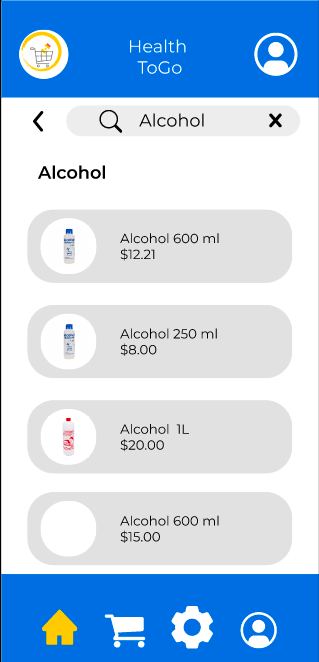 Health
ToGo
Alcohol
Alcohol
Alcohol 600 ml
$12.21
Alcohol 250 ml
$8.00
Alcohol  1L
$20.00
Alcohol 600 ml
$15.00